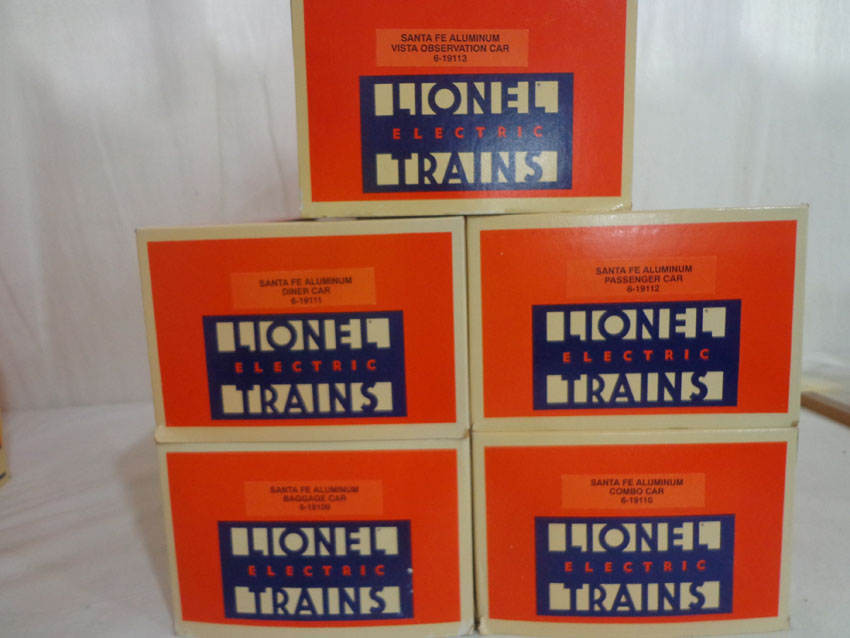 SANTA FE ALUMINUM
VISTA OBSERVATION CAR
6-19113
LIONEL
ELECTRIC
TRAINS
SANTA FE ALUMINUM
DINER CAR
6-19111
LIONEL
ELECTRIC
TRAINS
SANTA FE ALUMINUM
PASSENGER CAR
6-19112
LIONEL
ELECTRIC
TRAINS
SANTA FE ALUMINUM
BAGGAGE CAR
6-19109
LIONEL
ELECTRIC
TRAINS
SANTA FE ALUMINUM
COMBO CAR
6-19110
LIONEL
ELECTRIC
TRAINS